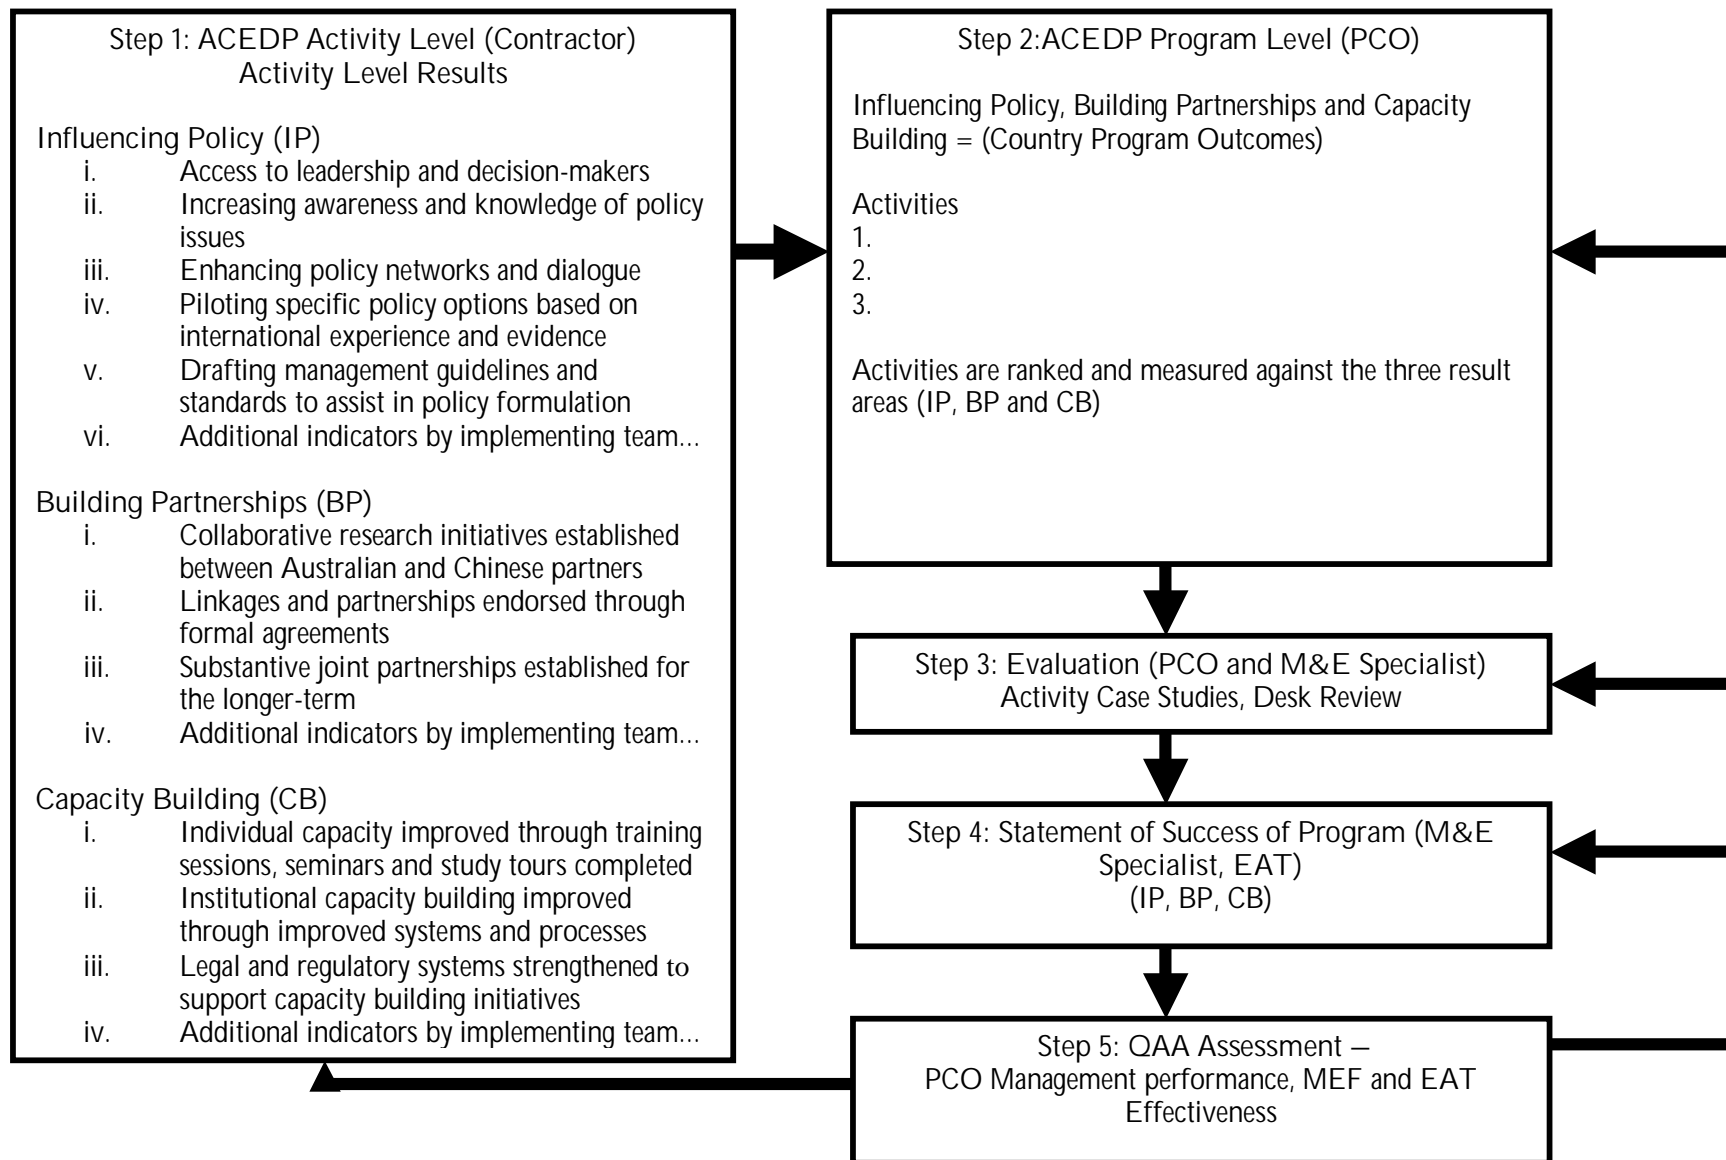 Step 1: ACEDP Activity Level (Contractor)
Activity Level Results
Influencing Policy (IP)
i. Access to leadership and decision-makers
ii. Increasing awareness and knowledge of policy
issues
iii. Enhancing policy networks and dialogue
iv. Piloting specific policy options based on
international experience and evidence
v. Drafting management guidelines and
standards to assist in policy formulation
vi. Additional indicators by implementing team...
Building Partnerships (BP)
i. Collaborative research initiatives established
between Australian and Chinese partners
ii. Linkages and partnerships endorsed through
formal agreements
iii. Substantive joint partnerships established for
the longer-term
iv. Additional indicators by implementing team...
Capacity Building (CB)
i. Individual capacity improved through training
sessions, seminars and study tours completed
ii. Institutional capacity building improved
through improved systems and processes
iii. Legal and regulatory systems strengthened to
support capacity building initiatives
iv. Additional indicators by implementing team...
Step 2:ACEDP Program Level (PCO)
Influencing Policy, Building Partnerships and Capacity
Building = (Country Program Outcomes)
Activities
1.
2.
3.
Activities are ranked and measured against the three result
areas (IP, BP and CB)
Step 3: Evaluation (PCO and M&E Specialist)
Activity Case Studies, Desk Review
Step 4: Statement of Success of Program (M&E
Specialist, EAT)
(IP, BP, CB)
Step 5: QAA Assessment –
PCO Management performance, MEF and EAT
Effectiveness